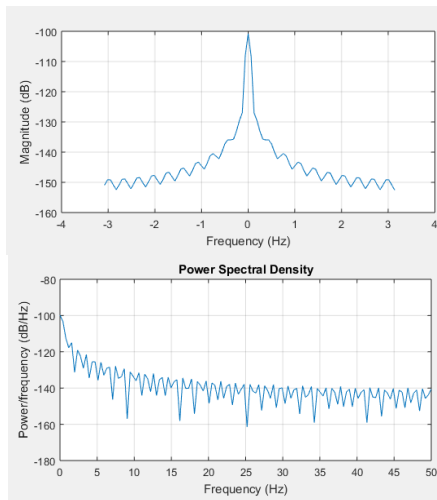 -100
-110
-120
-130
-140
-150
-160
Magnitude (dB)
-4 -3 -2 -1 0 1 2 3 4
Frequency (Hz)
Power Spectral Density
-80
-100
-120
-140
-160
-180
Power/frequency (dB/Hz)
0 5 10 15 20 25 30 35 40 45 50
Frequency (Hz)